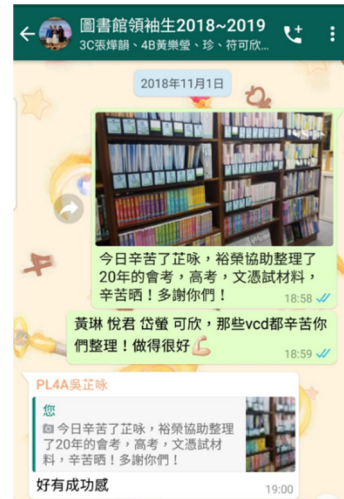 圖書館領袖生2018~2019
3C張燁韻、4B黃樂瑩、珍、符可欣...
2018年11月1日
今日辛苦了芷咏，裕榮協助整理了
20年的會考，高考，文憑試材料，
辛苦晒！多謝你們！
18:58
黃琳 悅君 岱螢 可欣，那些vcd都辛苦你
們整理！做得很好
18:59
PL4A吳芷咏
您
今日辛苦了芷咏，裕榮協助整理
了20年的會考，高考，文憑試材
料，辛苦晒！多謝你們！
好有成功感
19:00